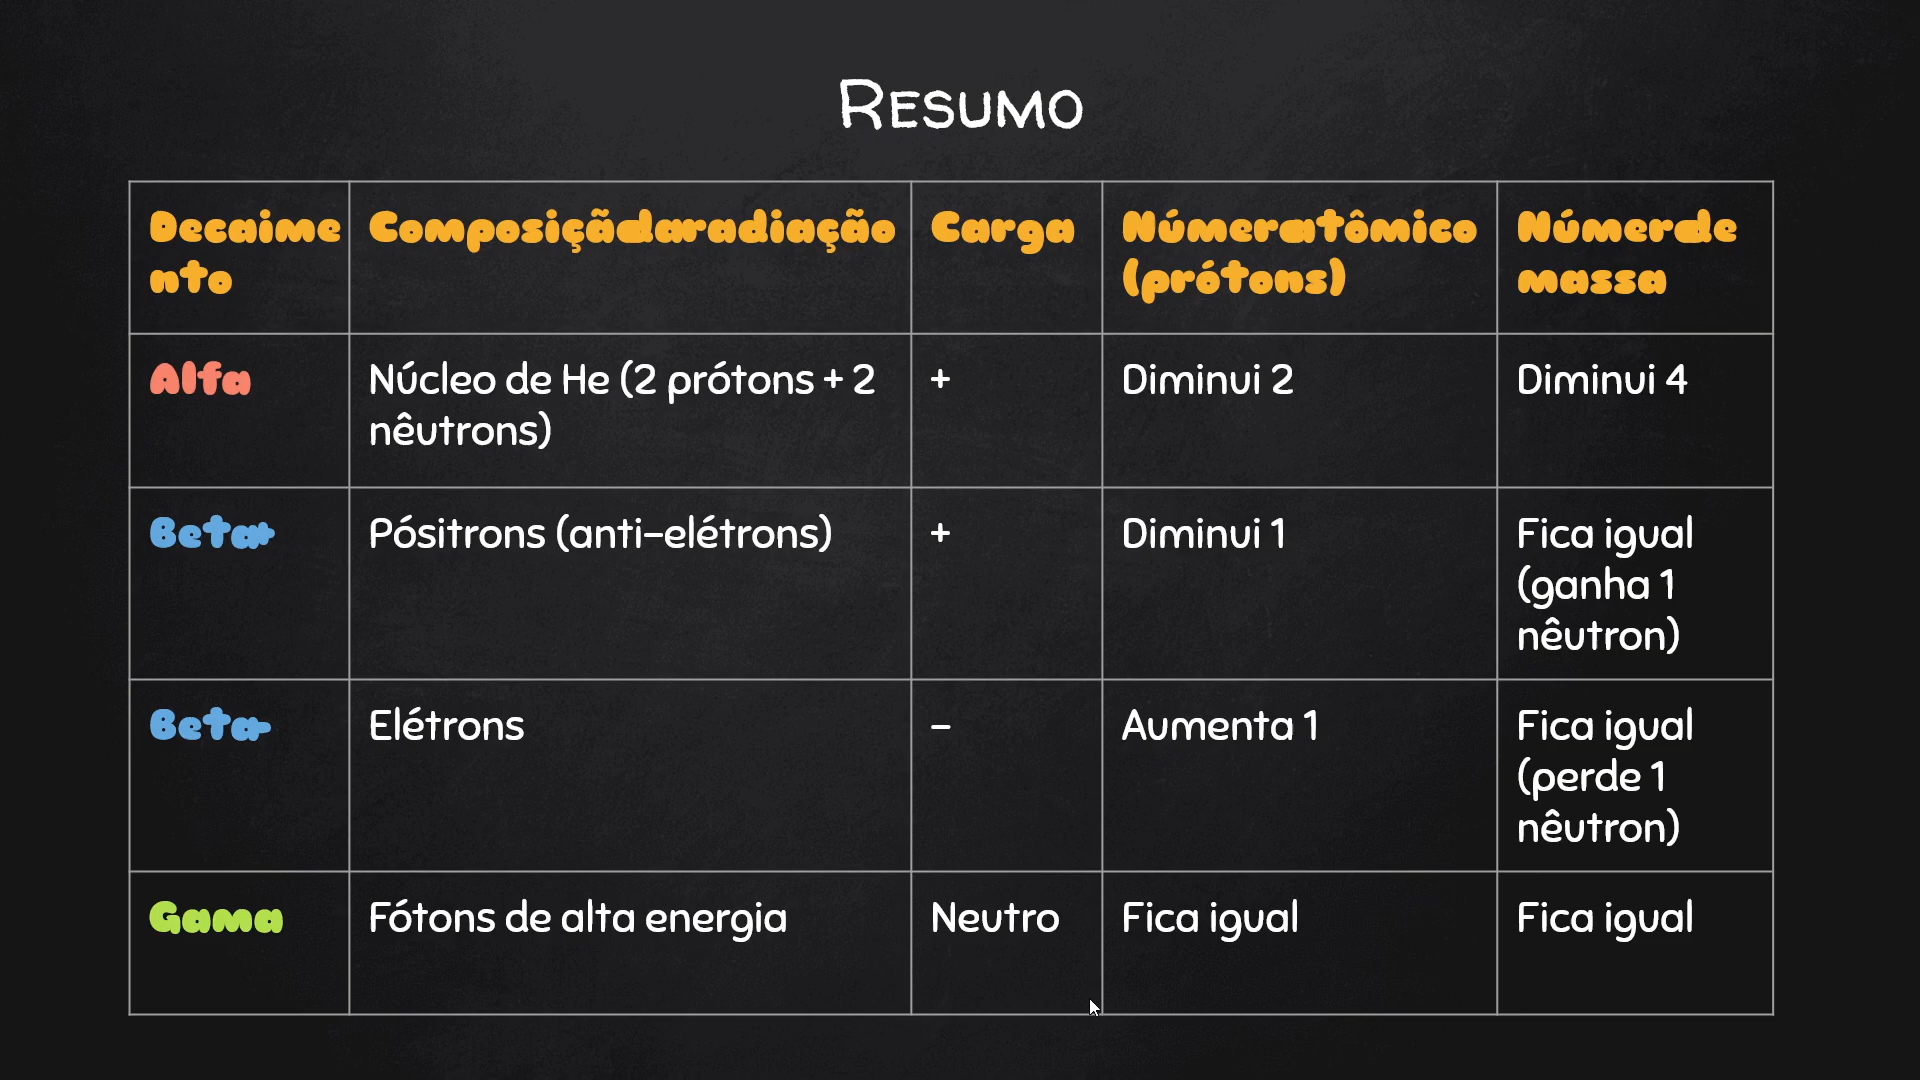 Resumo
Decaime
nto
Composiçãdaradiação
Carga
Númeratômico
(prótons)
Númerde
massa
Alfa
Núcleo de He (2 prótons + 2
nêutrons)
+
Diminui 2
Diminui 4
Beta+
Pósitrons (anti-elétrons)
+
Diminui 1
Fica igual
(ganha 1
nêutron)
Beta-
Elétrons
-
Aumenta 1
Fica igual
(perde 1
nêutron)
Gama
Fótons de alta energia
Neutro
Fica igual
Fica igual